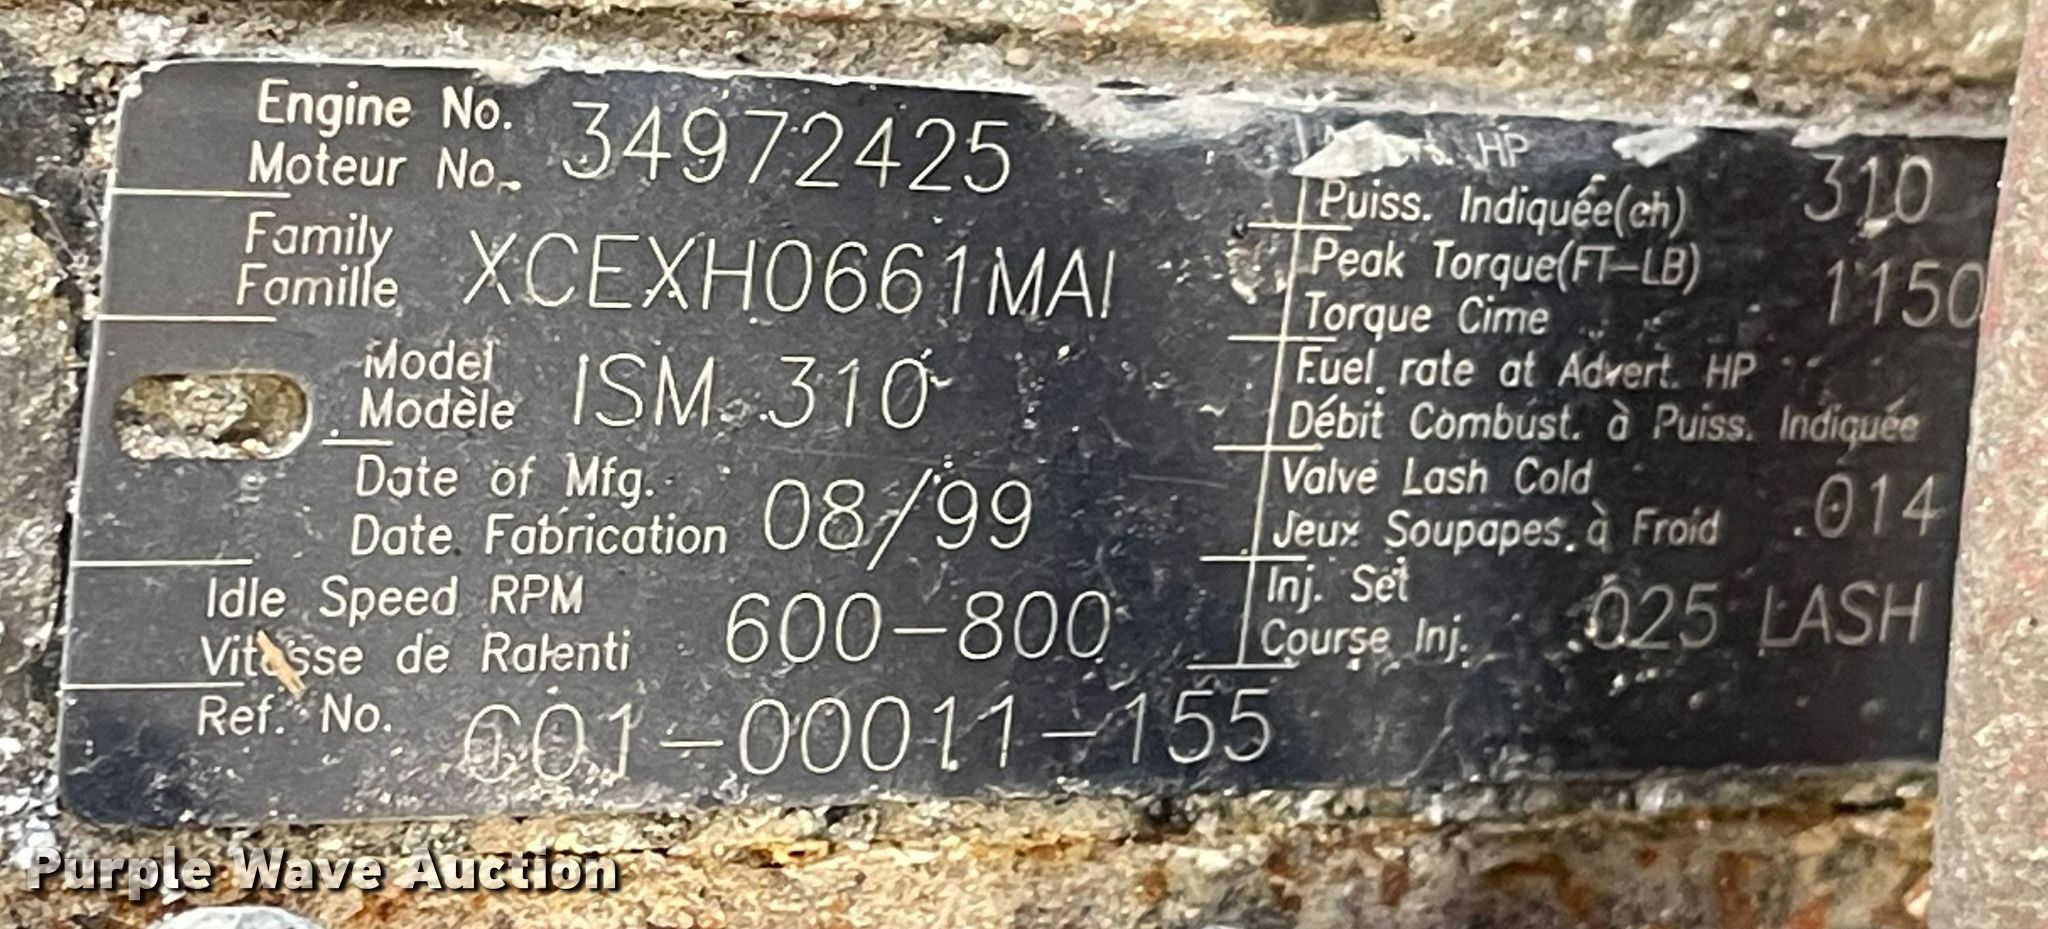 Engine No.
Moteur No. 34972425
Family
Famille XCEXH0661MAI
Model
Modèle ISM 310
Date of Mfg.
Date Fabrication 08/99
Idle Speed RPM
Vitesse de Ralenti 600-800
Ref. No. C01-00011-155
HP
Puiss. Indiquée(ch) 310
Peak Torque(FT-LB)
Torque Cime 1150
Fuel rate at Advert. HP
Débit Combust. à Puiss. Indiquée
Valve Lash Cold
Jeux Soupapes à Froid .014
Inj. Set
Course Inj. .025 LASH
Purple Wave Auction